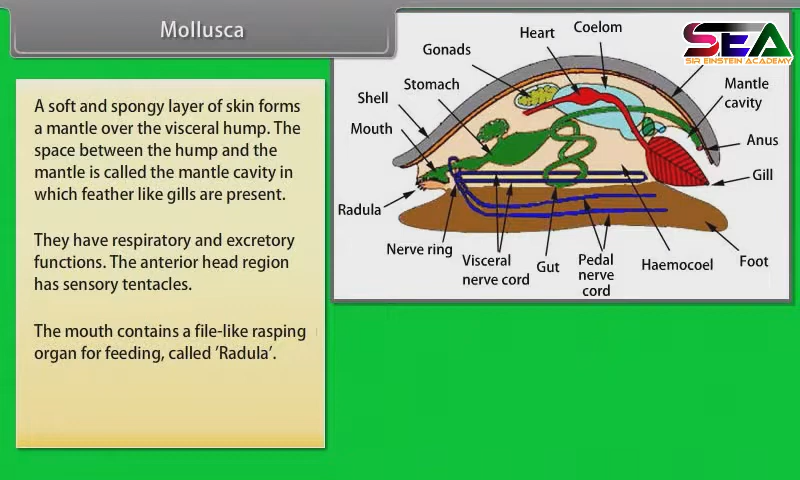 Mollusca
A soft and spongy layer of skin forms
a mantle over the visceral hump. The
space between the hump and the
mantle is called the mantle cavity in
which feather like gills are present.
They have respiratory and excretory
functions. The anterior head region
has sensory tentacles.
The mouth contains a file-like rasping
organ for feeding, called ’Radula’.
SEA
SIR EINSTEIN ACADEMY
Coelom
Heart
Gonads
Stomach
Shell
Mouth
Radula
Mantle
cavity
Anus
Gill
Nerve ring
Visceral
nerve cord
Gut
Pedal
nerve
cord
Haemocoel
Foot